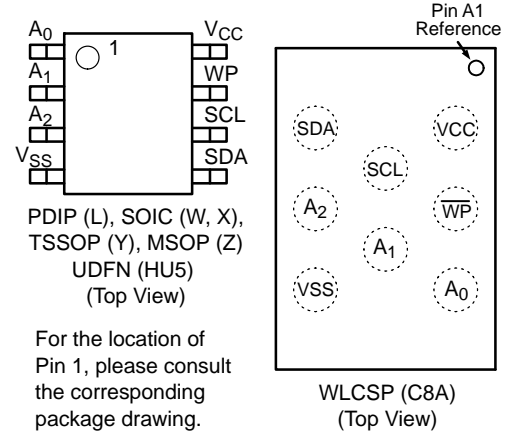 A0 VCC
1
A1 WP
A2 SCL
VSS SDA
PDIP (L), SOIC (W, X),
TSSOP (Y), MSOP (Z)
UDFN (HU5)
(Top View)
For the location of
Pin 1, please consult
the corresponding
package drawing.
Pin A1
Reference
SDA VCC
SCL
A2 W̅P̅
A1
VSS A0
WLCSP (C8A)
(Top View)